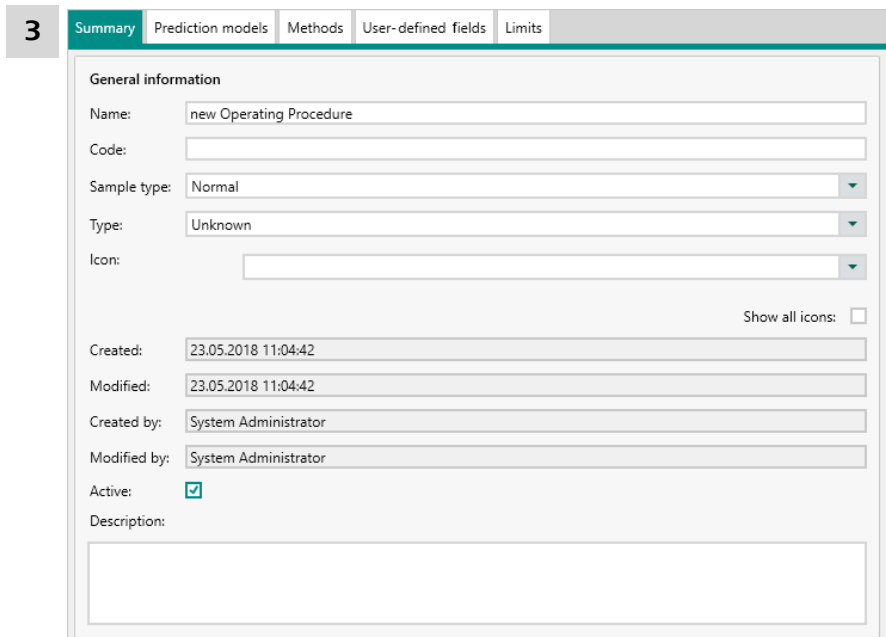 3
Summary Prediction models Methods User-defined fields Limits
General information
Name: new Operating Procedure
Code:
Sample type: Normal
Type: Unknown
Icon:
Show all icons:
Created: 23.05.2018 11:04:42
Modified: 23.05.2018 11:04:42
Created by: System Administrator
Modified by: System Administrator
Active:
Description: